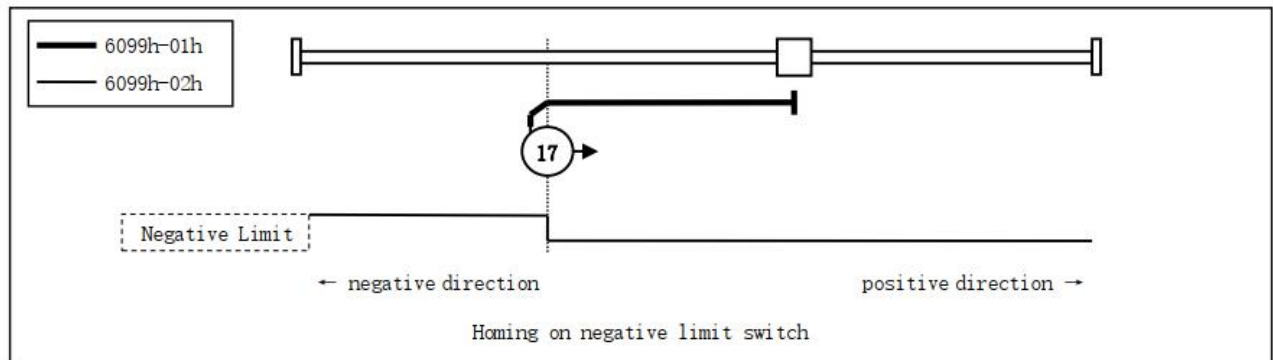 6099h-01h
6099h-02h
17
Negative Limit
← negative direction
positive direction →
Homing on negative limit switch